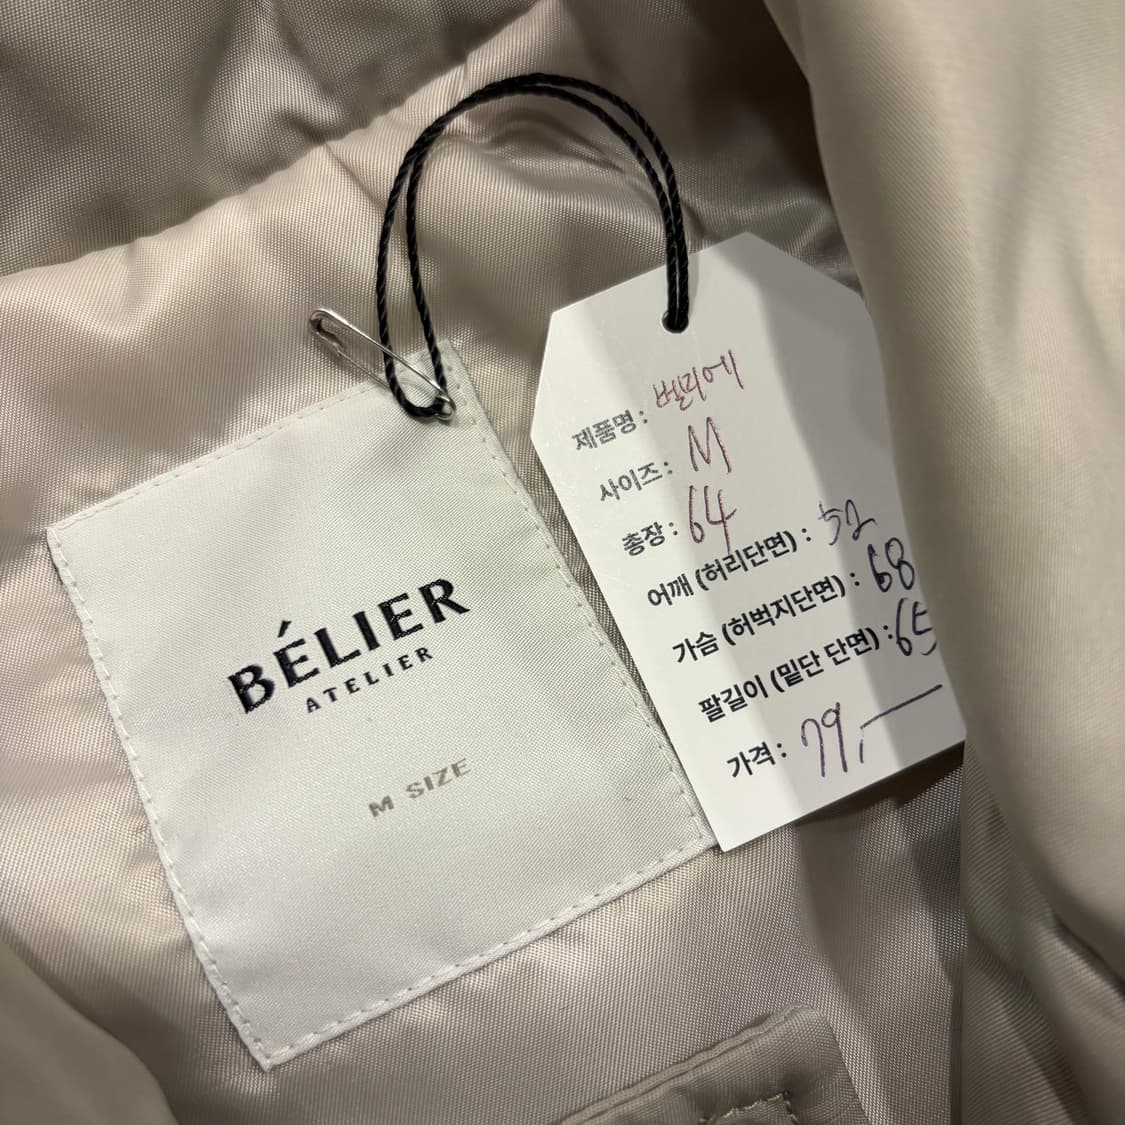 BÉLIER
ATELIER
M SIZE
제품명 : 벨리에
사이즈 : M
총장 : 64
어깨 (허리단면) : 52
가슴 (허벅지단면) : 68
팔길이 (밑단 단면) : 65
가격 : 79,—